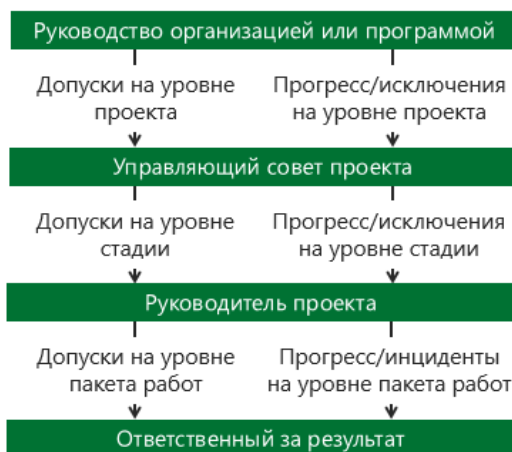 Руководство организацией или программой
Допуски на уровне
проекта
Прогресс/исключения
на уровне проекта
Управляющий совет проекта
Допуски на уровне
стадии
Прогресс/исключения
на уровне стадии
Руководитель проекта
Допуски на уровне
пакета работ
Прогресс/инциденты
на уровне пакета работ
Ответственный за результат